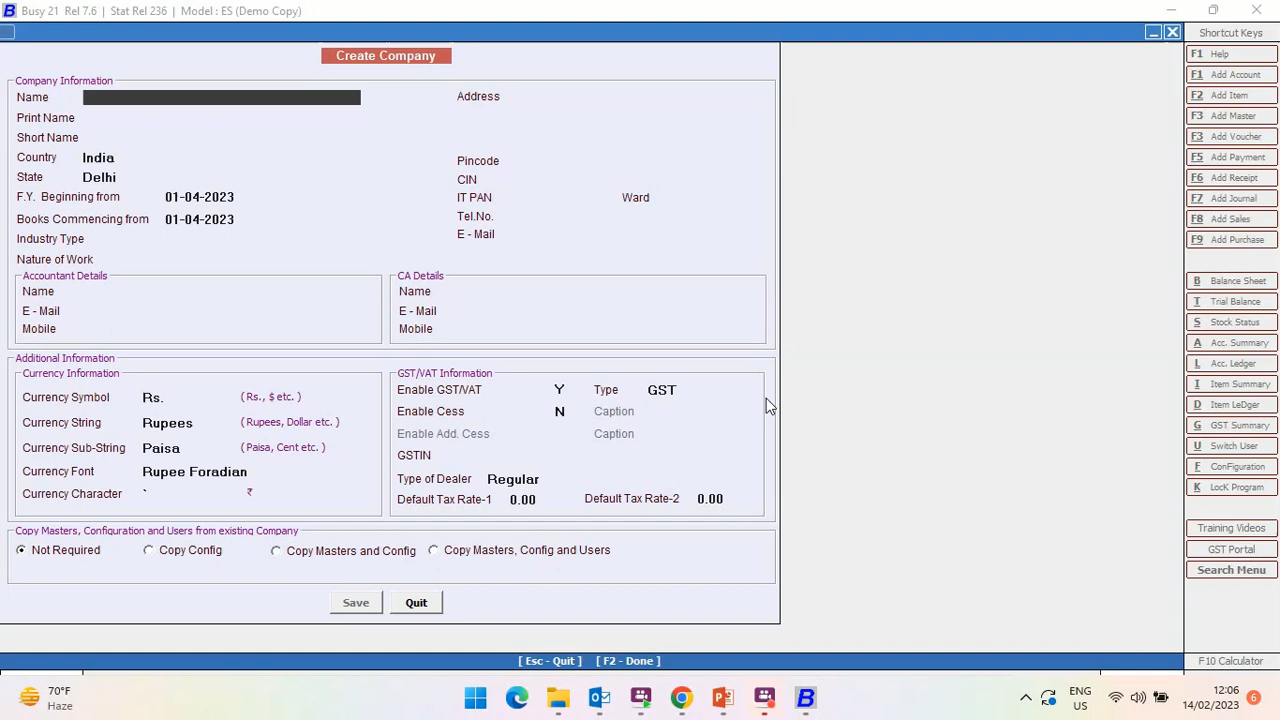 Busy 21 Rel 7.6 | Stat Rel 236 | Model : ES (Demo Copy)
Create Company
Company Information
Name
Print Name
Short Name
Country India
State Delhi
F.Y. Beginning from 01-04-2023
Books Commencing from 01-04-2023
Industry Type
Nature of Work
Address
Pincode
CIN
IT PAN Ward
Tel.No.
E - Mail
Accountant Details
Name
E - Mail
Mobile
CA Details
Name
E - Mail
Mobile
Additional Information
Currency Information
Currency Symbol Rs. ( Rs., $ etc. )
Currency String Rupees ( Rupees, Dollar etc. )
Currency Sub-String Paisa ( Paisa, Cent etc. )
Currency Font Rupee Foradian
Currency Character ` ₹
GST/VAT Information
Enable GST/VAT Y Type GST
Enable Cess N Caption
Enable Add. Cess Caption
GSTIN
Type of Dealer Regular
Default Tax Rate-1 0.00 Default Tax Rate-2 0.00
Copy Masters, Configuration and Users from existing Company
Not Required Copy Config Copy Masters and Config Copy Masters, Config and Users
Save Quit
[ Esc - Quit ] [ F2 - Done ]
Shortcut Keys
F1 Help
F1 Add Account
F2 Add Item
F3 Add Master
F3 Add Voucher
F5 Add Payment
F6 Add Receipt
F7 Add Journal
F8 Add Sales
F9 Add Purchase
B Balance Sheet
T Trial Balance
S Stock Status
A Acc. Summary
L Acc. Ledger
I Item Summary
D Item LeDger
G GST Summary
U Switch User
F ConFiguration
K LocK Program
Training Videos
GST Portal
Search Menu
F10 Calculator
70°F
Haze
ENG
US
12:06
14/02/2023
6